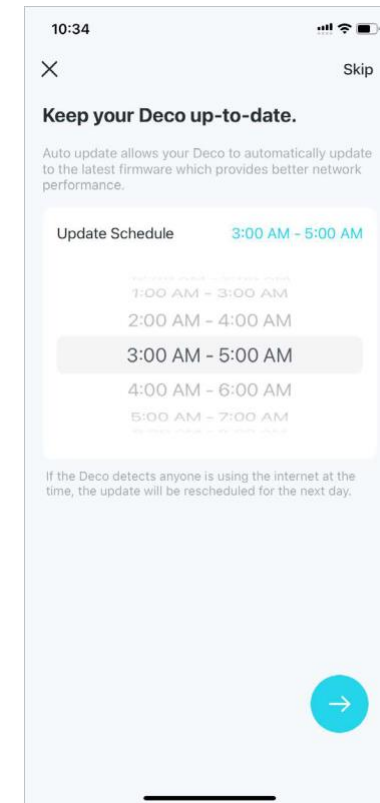 10:34
Skip
Keep your Deco up-to-date.
Auto update allows your Deco to automatically update
to the latest firmware which provides better network
performance.
Update Schedule 3:00 AM - 5:00 AM
1:00 AM - 3:00 AM
2:00 AM - 4:00 AM
3:00 AM - 5:00 AM
4:00 AM - 6:00 AM
5:00 AM - 7:00 AM
If the Deco detects anyone is using the internet at the
time, the update will be rescheduled for the next day.